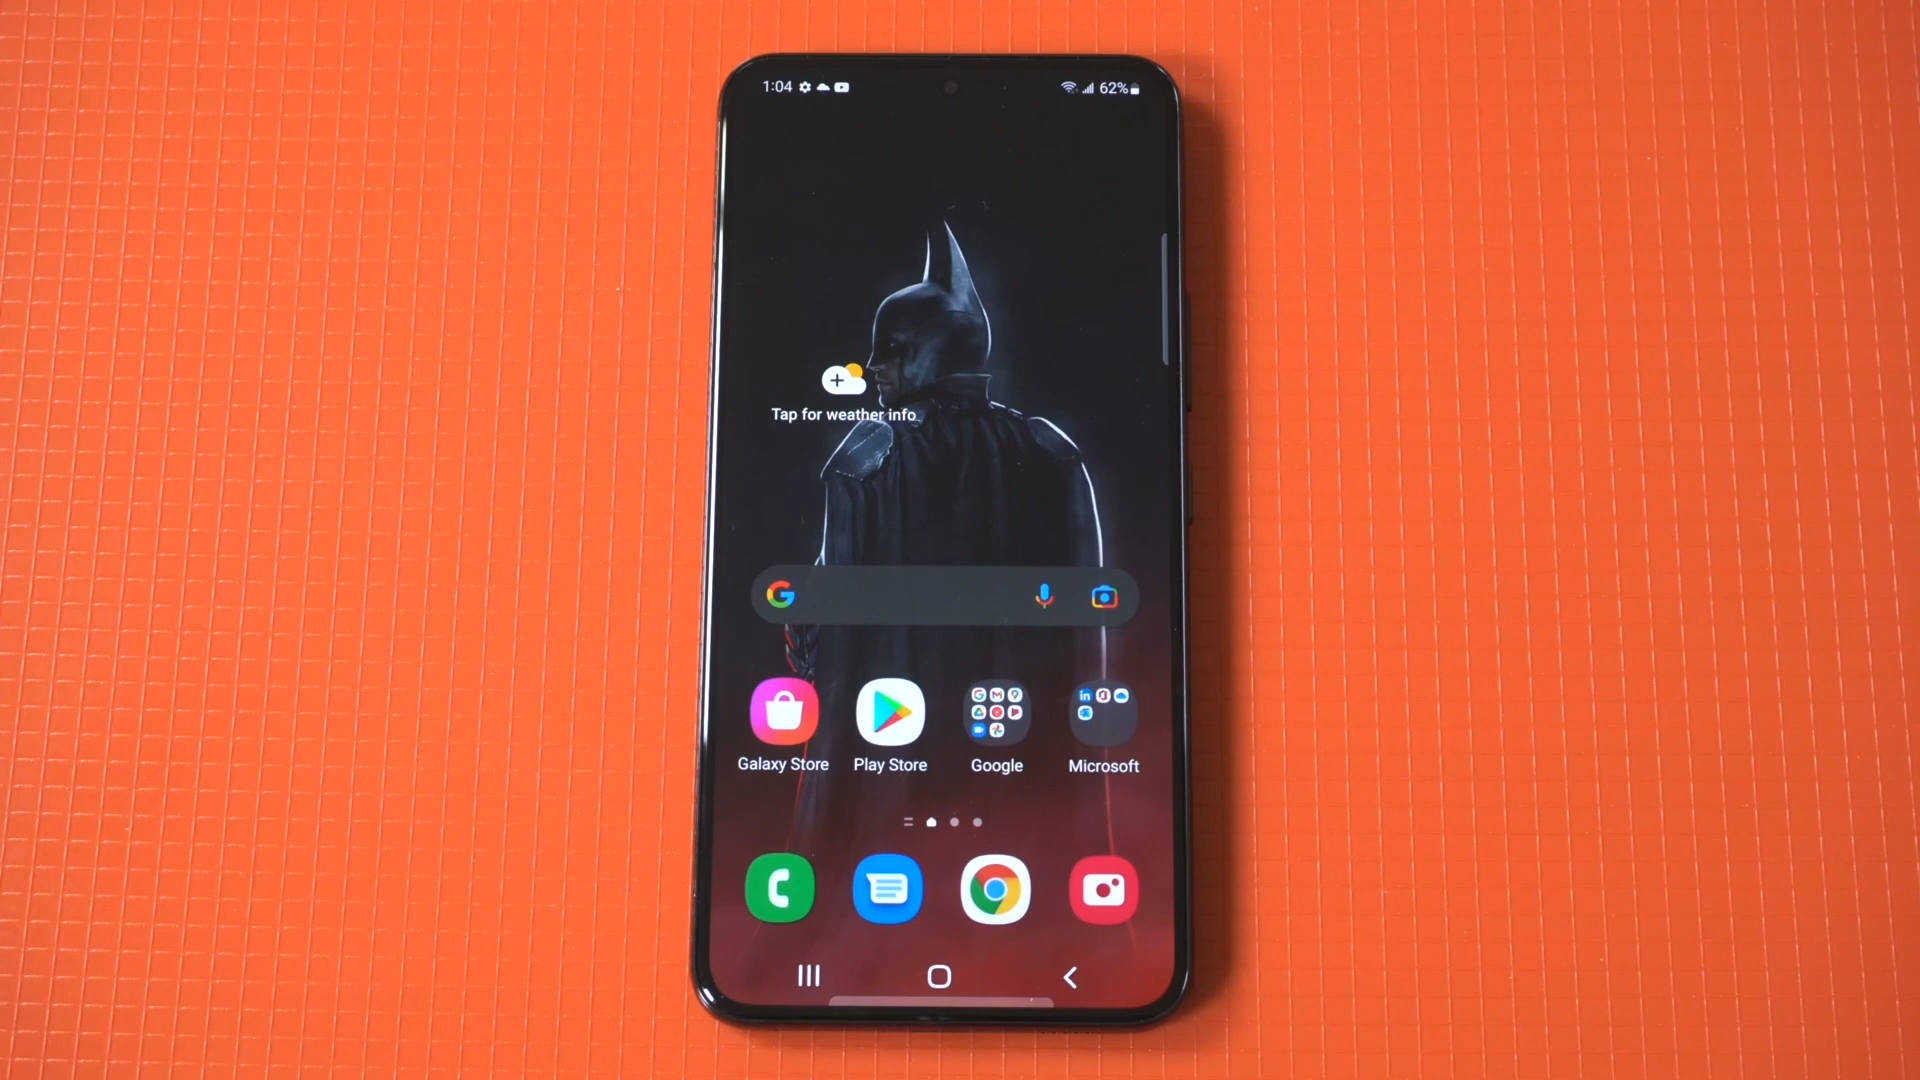 1:04
62%
Tap for weather info
Galaxy Store
Play Store
Google
Microsoft